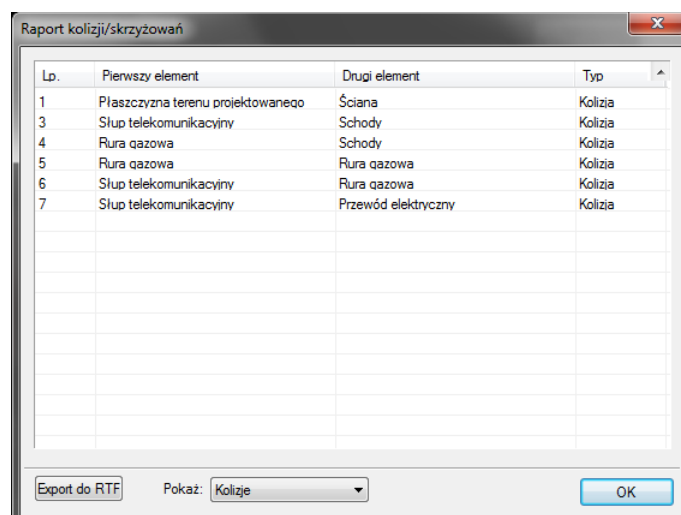 Raport kolizji/skrzyżowań
Lp. Pierwszy element Drugi element Typ
1 Płaszczyzna terenu projektowanego Ściana Kolizja
3 Słup telekomunikacyjny Schody Kolizja
4 Rura gazowa Schody Kolizja
5 Rura gazowa Rura gazowa Kolizja
6 Słup telekomunikacyjny Rura gazowa Kolizja
7 Słup telekomunikacyjny Przewód elektryczny Kolizja
Export do RTF Pokaż: Kolizje OK